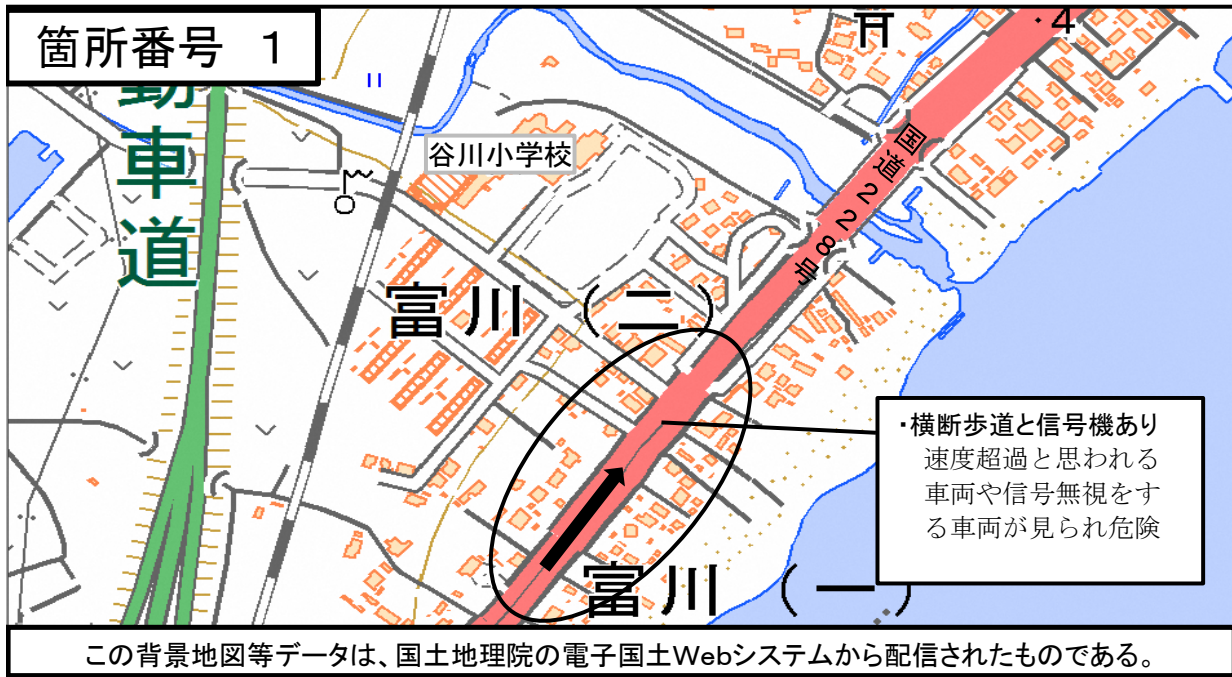 箇所番号 1
動車道
谷川小学校
・4
国道228号
富川 (二)
・横断歩道と信号機あり
速度超過と思われる
車両や信号無視をす
る車両が見られ危険
富川 (一)
この背景地図等データは、国土地理院の電子国土Webシステムから配信されたものである。